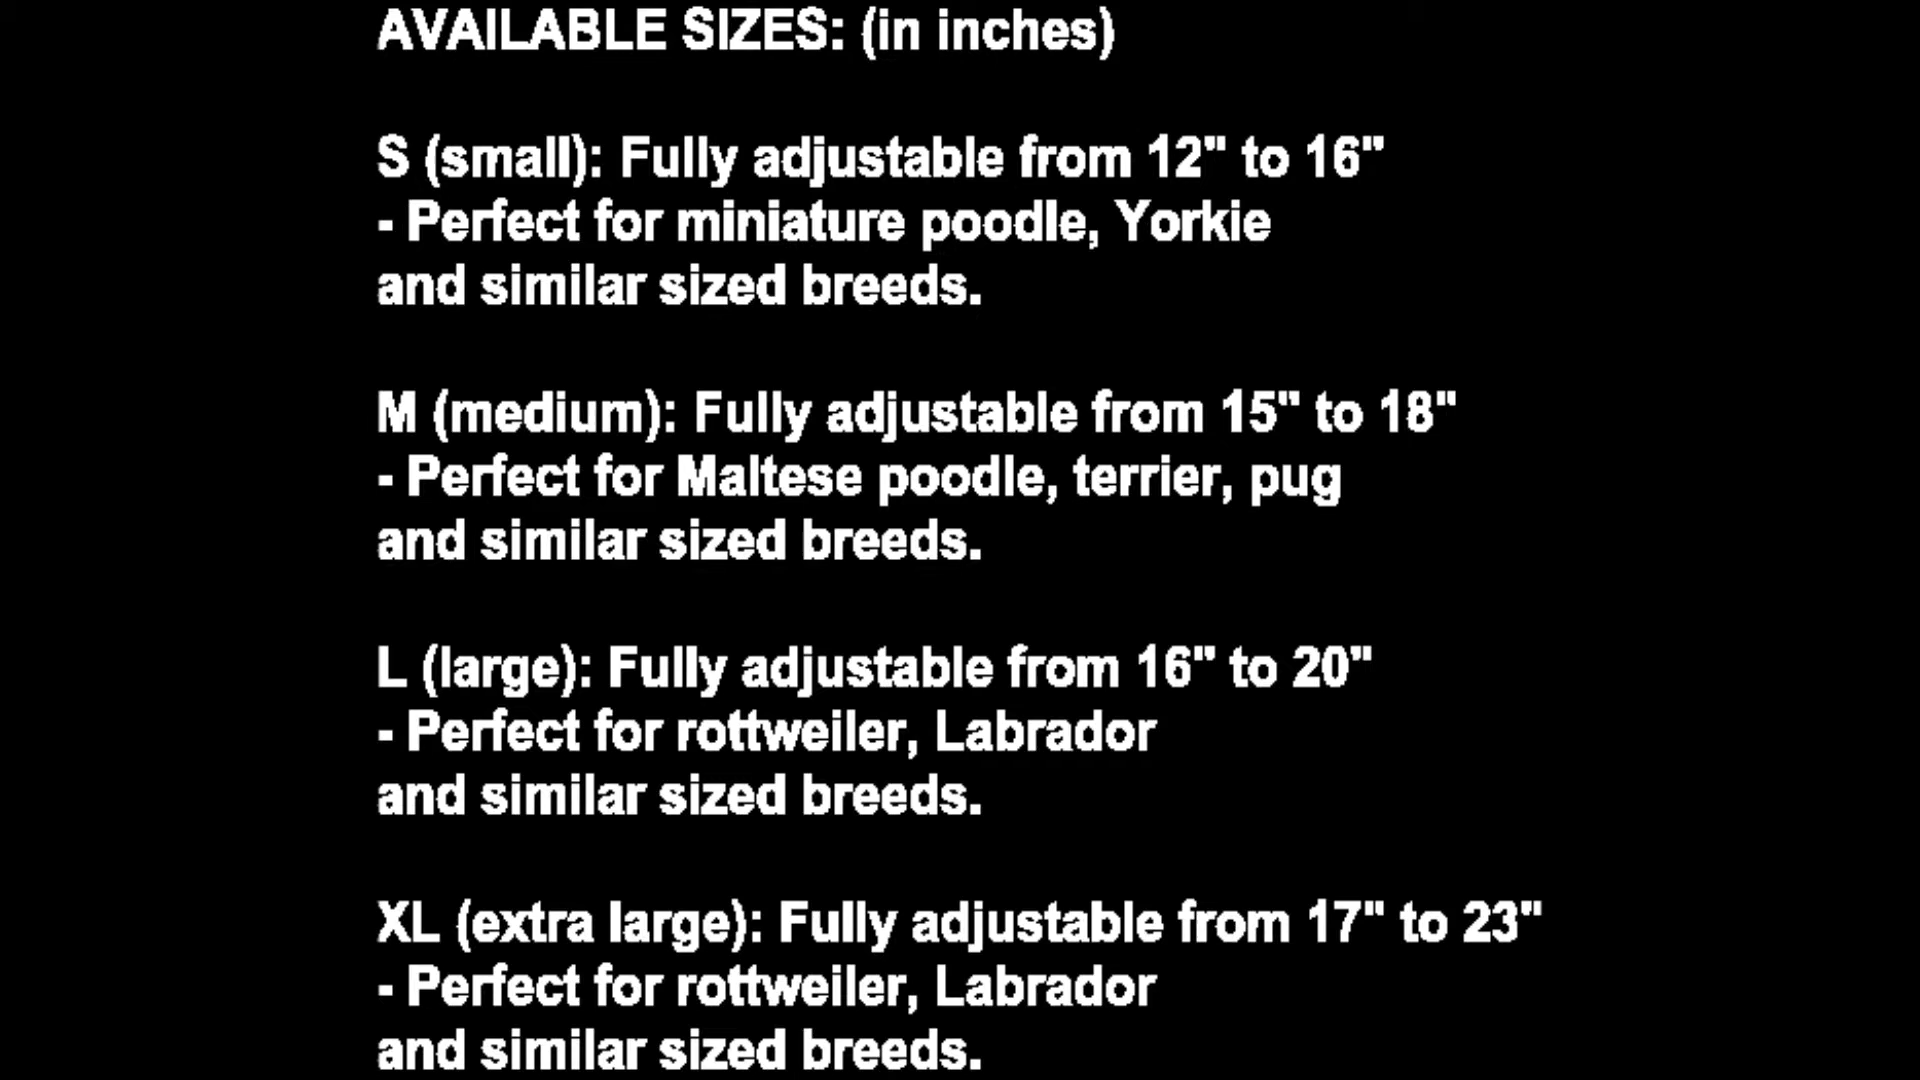 AVAILABLE SIZES: (in inches)
S (small): Fully adjustable from 12" to 16"
- Perfect for miniature poodle, Yorkie
and similar sized breeds.
M (medium): Fully adjustable from 15" to 18"
- Perfect for Maltese poodle, terrier, pug
and similar sized breeds.
L (large): Fully adjustable from 16" to 20"
- Perfect for rottweiler, Labrador
and similar sized breeds.
XL (extra large): Fully adjustable from 17" to 23"
- Perfect for rottweiler, Labrador
and similar sized breeds.